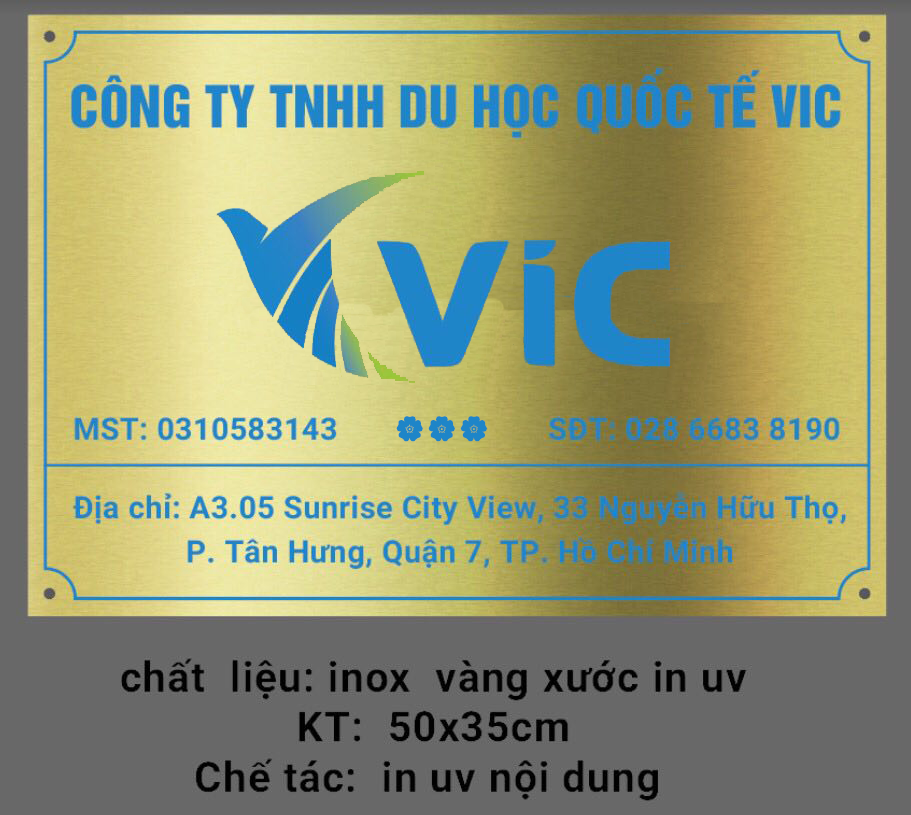 CÔNG TY TNHH DU HỌC QUỐC TẾ VIC
ViC
MST: 0310583143 SĐT: 028 6683 8190
Địa chỉ: A3.05 Sunrise City View, 33 Nguyễn Hữu Thọ,
P. Tân Hưng, Quận 7, TP. Hồ Chí Minh
chất liệu: inox vàng xước in uv
KT: 50x35cm
Chế tác: in uv nội dung